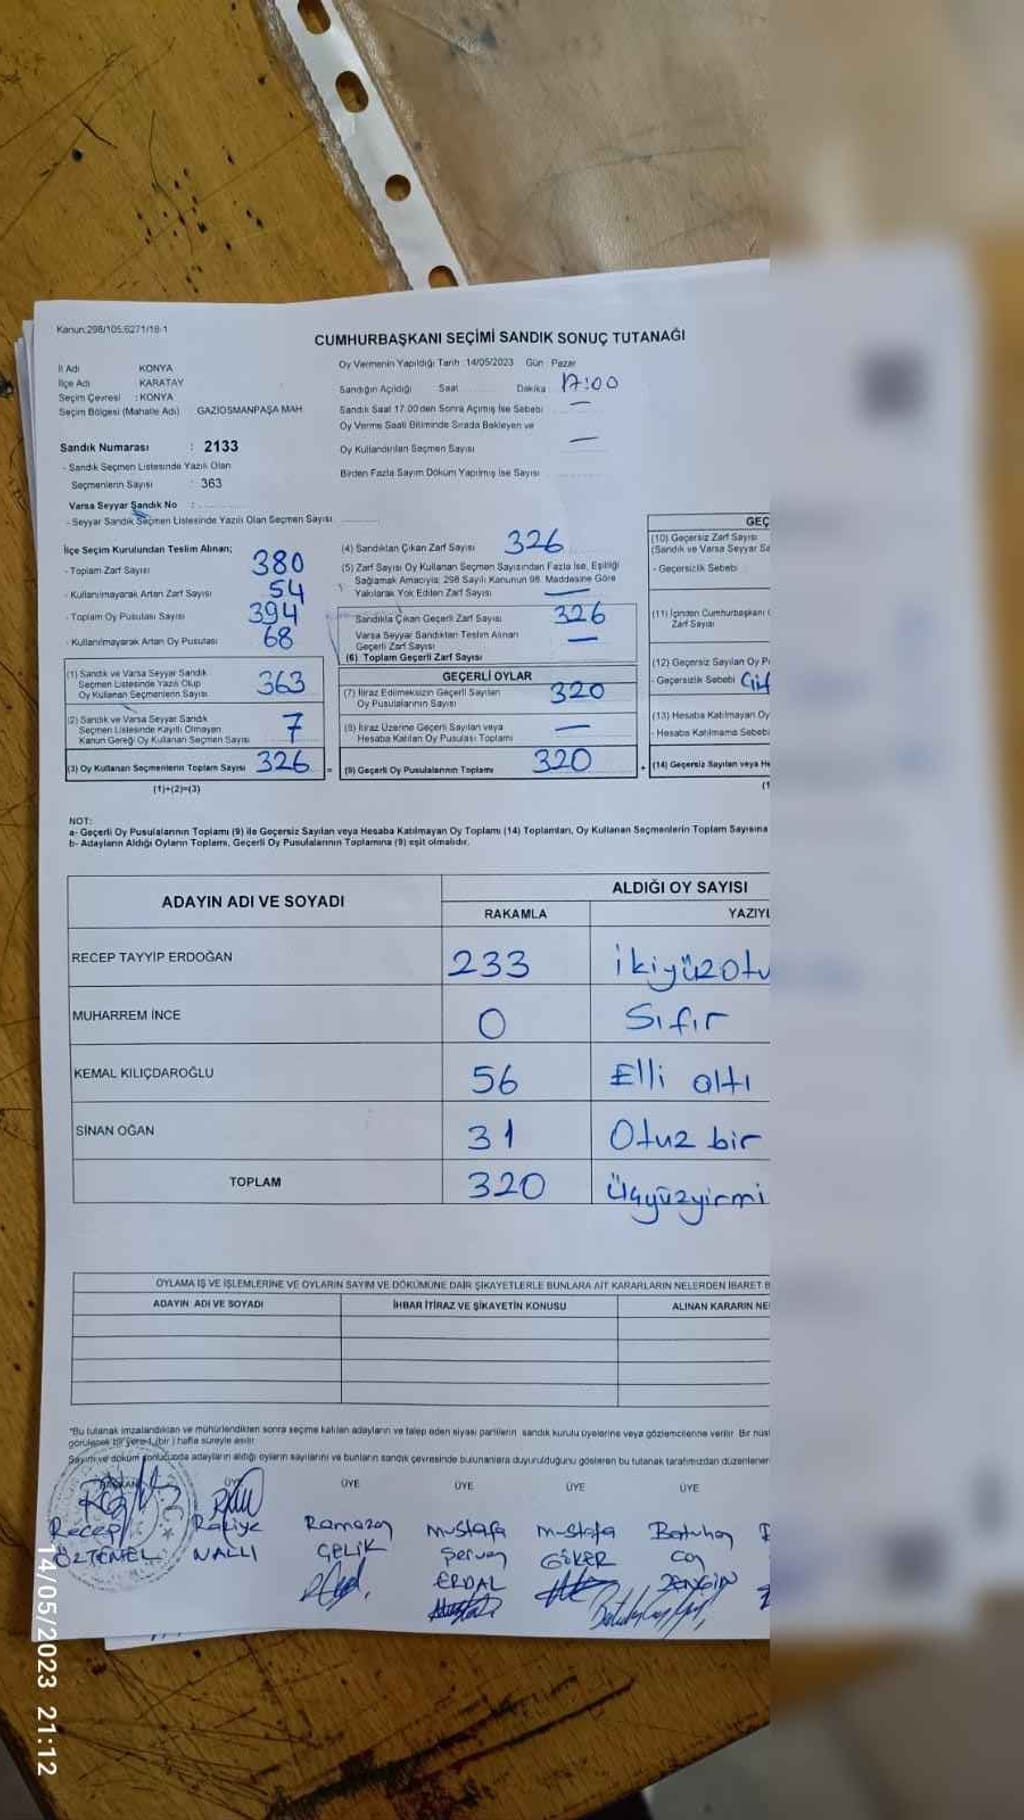 Kanun:298/105,6271/18-1
CUMHURBAŞKANI SEÇİMİ SANDIK SONUÇ TUTANAĞI
İl Adı KONYA
İlçe Adı KARATAY
Seçim Çevresi : KONYA
Seçim Bölgesi (Mahalle Adı) GAZİOSMANPAŞA MAH.
Sandık Numarası : 2133
- Sandık Seçmen Listesinde Yazılı Olan
Seçmenlerin Sayısı : 363
Varsa Seyyar Sandık No :
- Seyyar Sandık Seçmen Listesinde Yazılı Olan Seçmen Sayısı
Oy Vermenin Yapıldığı Tarih :14/05/2023 Gün : Pazar
Sandığın Açıldığı Saat Dakika 17:00
Sandık Saat 17.00'den Sonra Açımış İse Sebebi —
Oy Verme Saati Bitiminde Sırada Bekleyen ve
Oy Kullandırılan Seçmen Sayısı —
Birden Fazla Sayım Döküm Yapılmış İse Sayısı
İlçe Seçim Kurulundan Teslim Alınan;
- Toplam Zarf Sayısı 380
- Kullanılmayarak Artan Zarf Sayısı 54
- Toplam Oy Pusulası Sayısı 394
- Kullanılmayarak Artan Oy Pusulası 68
(1) Sandık ve Varsa Seyyar Sandık
Seçmen Listesinde Yazılı Olup
Oy Kullanan Seçmenlerin Sayısı 363
(2) Sandık ve Varsa Seyyar Sandık
Seçmen Listesinde Kayıtlı Olmayan
Kanun Gereği Oy Kullanan Seçmen Sayısı 7
(3) Oy Kullanan Seçmenlerin Toplam Sayısı 326 =
(1)+(2)=(3)
(4) Sandıktan Çıkan Zarf Sayısı 326
(5) Zarf Sayısı Oy Kullanan Seçmen Sayısından Fazla İse, Eşitliği
Sağlamak Amacıyla; 298 Sayılı Kanunun 98. Maddesine Göre
Yakılarak Yok Edilen Zarf Sayısı —
Sandıkta Çıkan Geçerli Zarf Sayısı 326
Varsa Seyyar Sandıktan Teslim Alınan
Geçerli Zarf Sayısı —
(6) Toplam Geçerli Zarf Sayısı
GEÇERLİ OYLAR
(7) İtiraz Edilmeksizin Geçerli Sayılan
Oy Pusulalarının Sayısı 320
(8) İtiraz Üzerine Geçerli Sayılan veya
Hesaba Katılan Oy Pusulası Toplamı —
(9) Geçerli Oy Pusulalarının Toplamı 320 +
GEÇ
(10) Geçersiz Zarf Sayısı
(Sandık ve Varsa Seyyar Sa
- Geçersizlik Sebebi
(11) İçinden Cumhurbaşkanı
Zarf Sayısı
(12) Geçersiz Sayılan Oy P
- Geçersizlik Sebebi
(13) Hesaba Katılmayan Oy
- Hesaba Katılmama Sebebi
(14) Geçersiz Sayılan veya He
(1
NOT:
a- Geçerli Oy Pusulalarının Toplamı (9) ile Geçersiz Sayılan veya Hesaba Katılmayan Oy Toplamı (14) Toplamları, Oy Kullanan Seçmenlerin Toplam Sayısına
b- Adayların Aldığı Oyların Toplamı, Geçerli Oy Pusulalarının Toplamına (9) eşit olmalıdır.
ADAYIN ADI VE SOYADI ALDIĞI OY SAYISI
RAKAMLA YAZIYL
RECEP TAYYİP ERDOĞAN 233 ikiyüzotu
MUHARREM İNCE 0 Sıfır
KEMAL KILIÇDAROĞLU 56 Elli altı
SİNAN OĞAN 31 Otuz bir
TOPLAM 320 Üçyüzyirmi
OYLAMA İŞ VE İŞLEMLERİNE VE OYLARIN SAYIM VE DÖKÜMÜNE DAİR ŞİKAYETLERLE BUNLARA AİT KARARLARIN NELERDEN İBARET B
ADAYIN ADI VE SOYADI İHBAR İTİRAZ VE ŞİKAYETİN KONUSU ALINAN KARARIN NE
"Bu tutanak imzalandıktan ve mühürlendikten sonra seçime katılan adayların ve talep eden siyasi partilerin sandık kurulu üyelerine veya gözlemcilerine verilir. Bir nüs
görülecek bir yere 1 (bir) hafta süreyle asılır.
Sayım ve döküm sonucunda adayların aldığı oyların sayılarını ve bunların sandık çevresinde bulunanlara duyurulduğunu gösteren bu tutanak tarafımızdan düzenlener
BAŞKAN ÜYE ÜYE ÜYE ÜYE ÜYE
Recep Raziye Ramazan Mustafa Mustafa Batuhan
ÖZTEMEL NALLI ÇELİK Servan GÖKER Can
ERDAL ZENGİN
14/05/2023 21:12